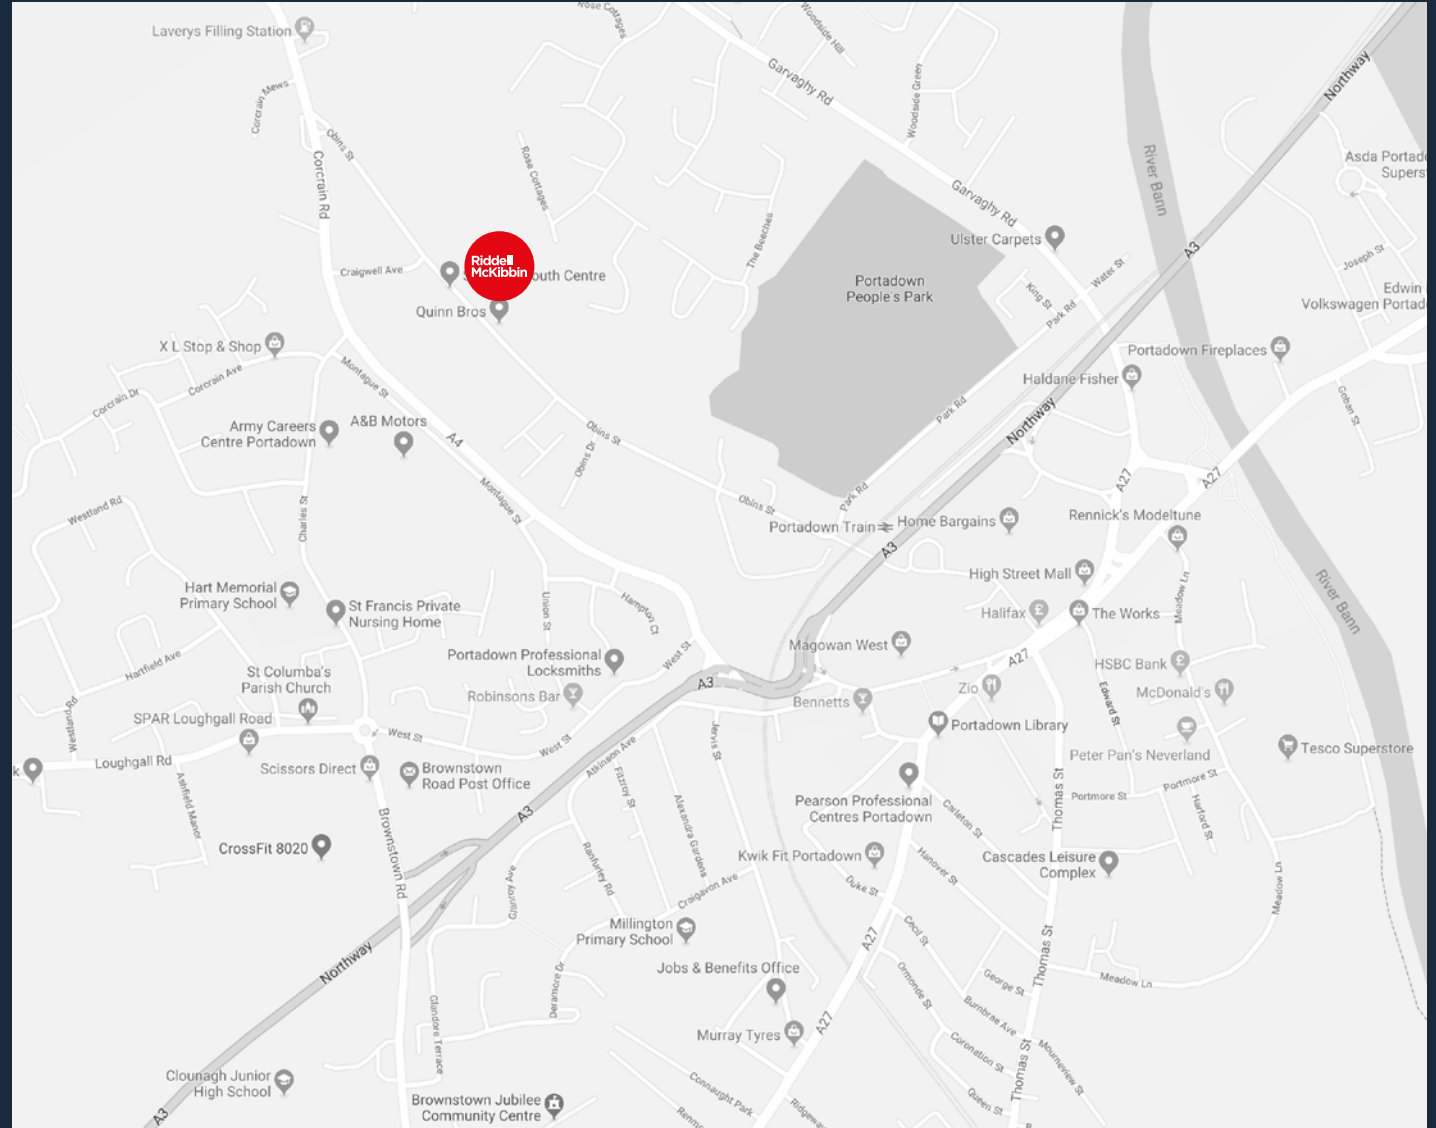 Rose Cottages
Laverys Filling Station
Woodside Hill
Garvaghy Rd
Northway
Corcrain Mews
Woodside Green
Obins St
Rose Cottages
River Bann
Asda Portad
Supers
Corcrain Rd
Garvaghy Rd
The Beeches
Ulster Carpets
A3
Joseph St
Riddell
McKibbin
Craigwell Ave
outh Centre
Water St
Portadown
People's Park
King St
Park Rd
Edwin
Volkswagen Portad
Quinn Bros
X L Stop & Shop
Portadown Fireplaces
Montague St
Corcrain Ave
Haldane Fisher
Corcrain Dr
Goban St
Park Rd
Northway
Army Careers
Centre Portadown
A&B Motors
A4
Obins St
Obins Dr
A27
A27
Montague St
Park Rd
Westland Rd
Charles St
Obins St
Portadown Train
Home Bargains
Rennick's Modeltune
A3
High Street Mall
Hart Memorial
Primary School
St Francis Private
Nursing Home
Union St
Hampton Ct
Halifax
The Works
Meadow Ln
River Bann
Magowan West
West St
Portadown Professional
Locksmiths
A27
HSBC Bank
Hartfield Ave
St Columba's
Parish Church
A3
Robinsons Bar
Zio
McDonald's
Bennetts
Edward St
Westland Rd
SPAR Loughgall Road
Portadown Library
West St
West St
Jervis St
Peter Pan's Neverland
Tesco Superstore
Loughgall Rd
k
Scissors Direct
Brownstown
Road Post Office
Atkinson Ave
Fitzroy St
Ashfield Manor
Portmore St
Portmore St
Thomas St
Pearson Professional
Centres Portadown
A3
Alexandra Gardens
Carleton St
Harford St
CrossFit 8020
Brownstown Rd
Kwik Fit Portadown
Cascades Leisure
Complex
Hanover St
Ranfurley Rd
Glanroy Ave
Craigavon Ave
Duke St
Meadow Ln
Millington
Primary School
Cecil St
A27
Northway
Thomas St
Jobs & Benefits Office
Deramore Dr
Ormonde St
George St
Meadow Ln
Glandore Terrace
Burnbrae Ave
A27
Murray Tyres
Coronation St
Mourneview St
Thomas St
Clounagh Junior
High School
Connaught Park
Queen St
Brownstown Jubilee
Community Centre
Ridgeway
Renm
A3